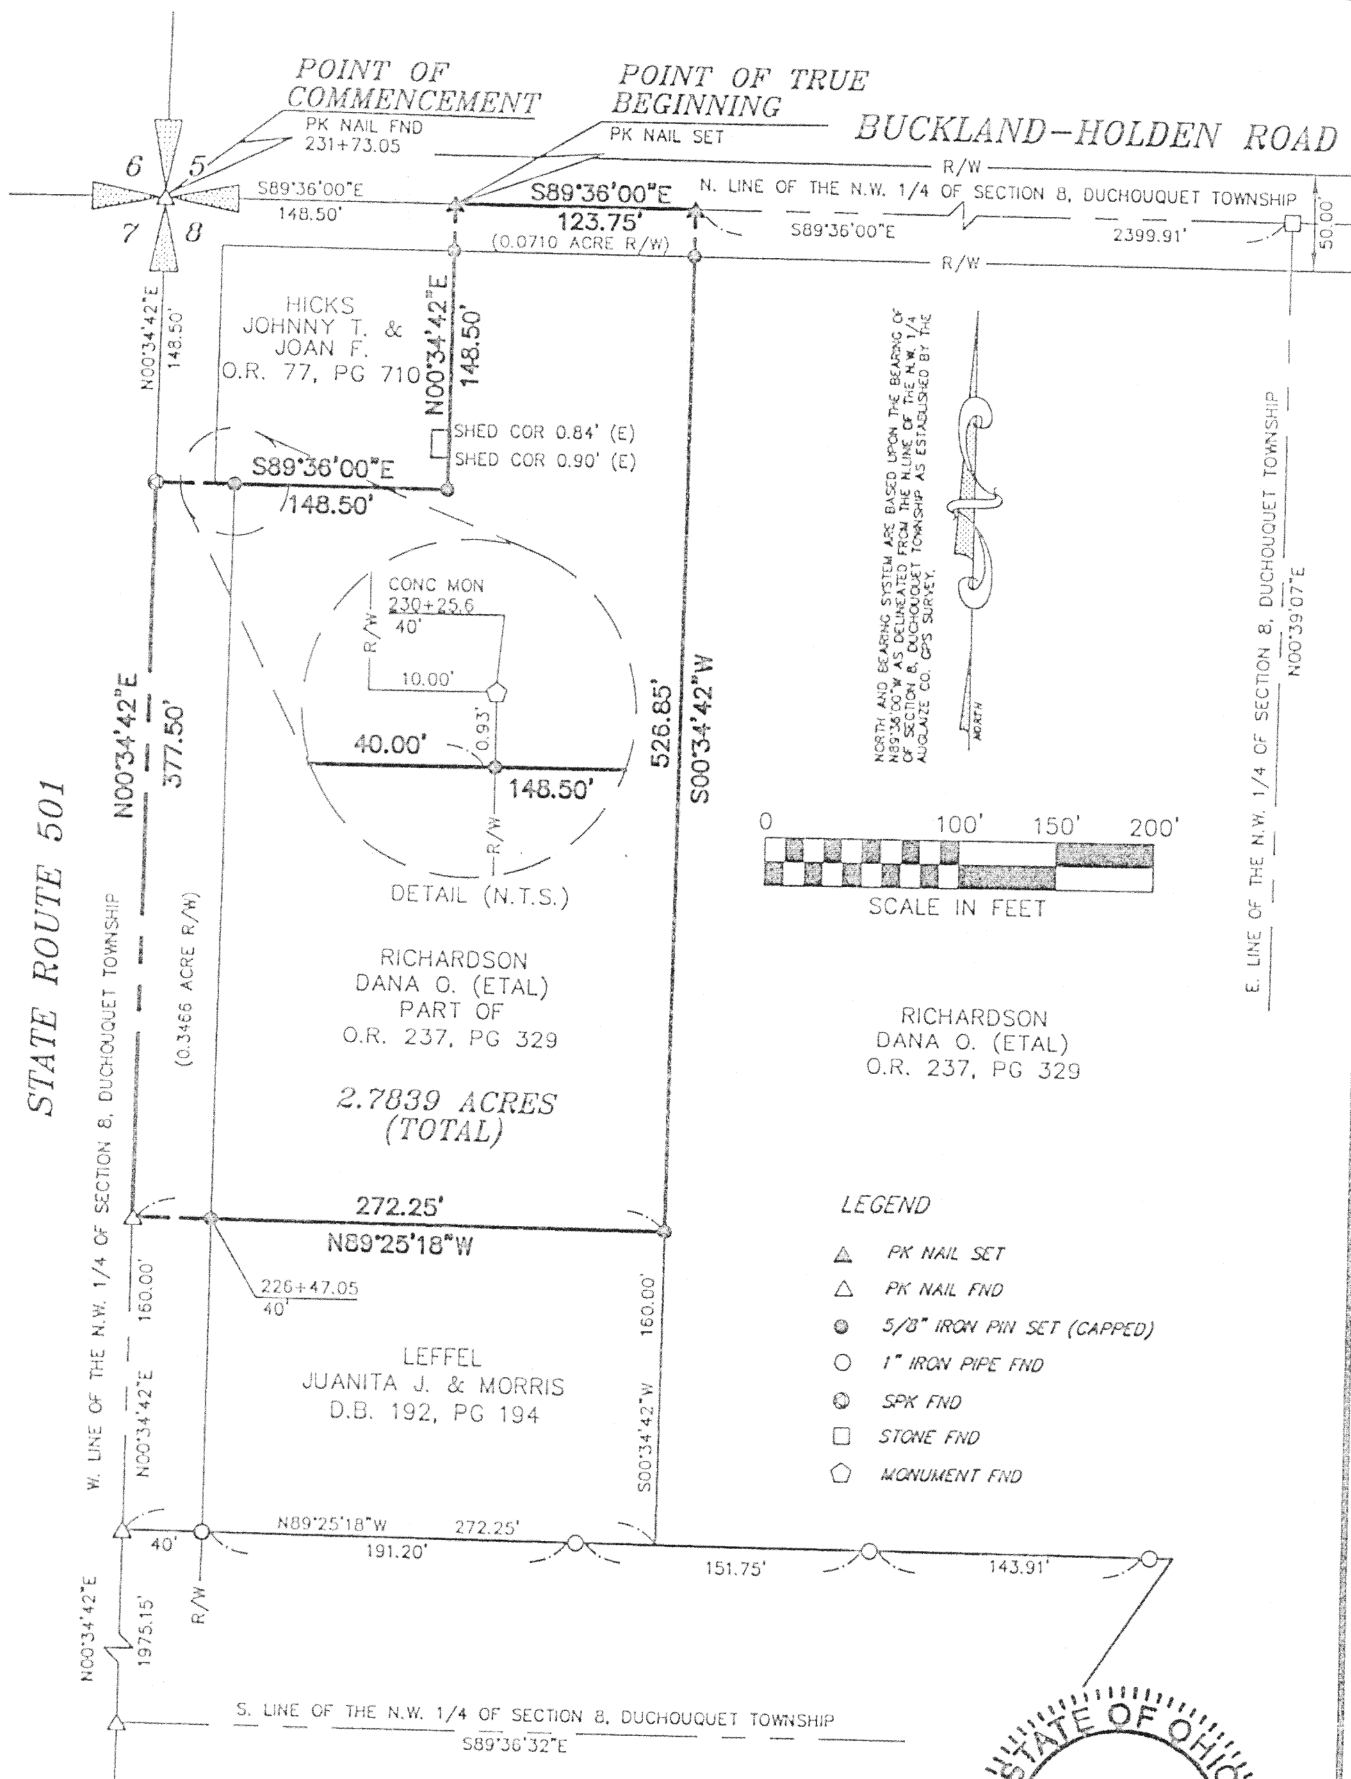 POINT OF
COMMENCEMENT
PK NAIL FND
231+73.05
POINT OF TRUE
BEGINNING
PK NAIL SET
BUCKLAND-HOLDEN ROAD
R/W
6 5
7 8
S89°36'00"E
148.50'
S89°36'00"E
123.75'
(0.0710 ACRE R/W)
N. LINE OF THE N.W. 1/4 OF SECTION 8, DUCHOUQUET TOWNSHIP
S89°36'00"E
2399.91'
50.00'
R/W
N00°34'42"E
148.50'
HICKS
JOHNNY T. &
JOAN F.
O.R. 77, PG 710
N00°34'42"E
148.50'
SHED COR 0.84' (E)
SHED COR 0.90' (E)
S89°36'00"E
148.50'
NORTH AND BEARING SYSTEM ARE BASED UPON THE BEARING OF
N89°36'00"W AS DELINEATED FROM THE N.LINE OF THE N.W. 1/4
OF SECTION 8, DUCHOUQUET TOWNSHIP AS ESTABLISHED BY THE
AUGLAIZE CO. GPS SURVEY.
NORTH
E. LINE OF THE N.W. 1/4 OF SECTION 8, DUCHOUQUET TOWNSHIP
N00°39'07"E
CONC MON
230+25.6
40'
R/W
10.00'
0.93'
40.00'
148.50'
R/W
DETAIL (N.T.S.)
N00°34'42"E
377.50'
526.85'
S00°34'42"W
STATE ROUTE 501
W. LINE OF THE N.W. 1/4 OF SECTION 8, DUCHOUQUET TOWNSHIP
(0.3466 ACRE R/W)
0 100' 150' 200'
SCALE IN FEET
RICHARDSON
DANA O. (ETAL)
PART OF
O.R. 237, PG 329
2.7839 ACRES
(TOTAL)
RICHARDSON
DANA O. (ETAL)
O.R. 237, PG 329
272.25'
N89°25'18"W
226+47.05
40'
160.00'
N00°34'42"E
LEFFEL
JUANITA J. & MORRIS
D.B. 192, PG 194
160.00'
S00°34'42"W
LEGEND
PK NAIL SET
PK NAIL FND
5/8" IRON PIN SET (CAPPED)
1" IRON PIPE FND
SPK FND
STONE FND
MONUMENT FND
40'
N89°25'18"W 272.25'
191.20'
151.75'
143.91'
N00°34'42"E
1975.15'
R/W
S. LINE OF THE N.W. 1/4 OF SECTION 8, DUCHOUQUET TOWNSHIP
S89°36'32"E
STATE OF OHIO